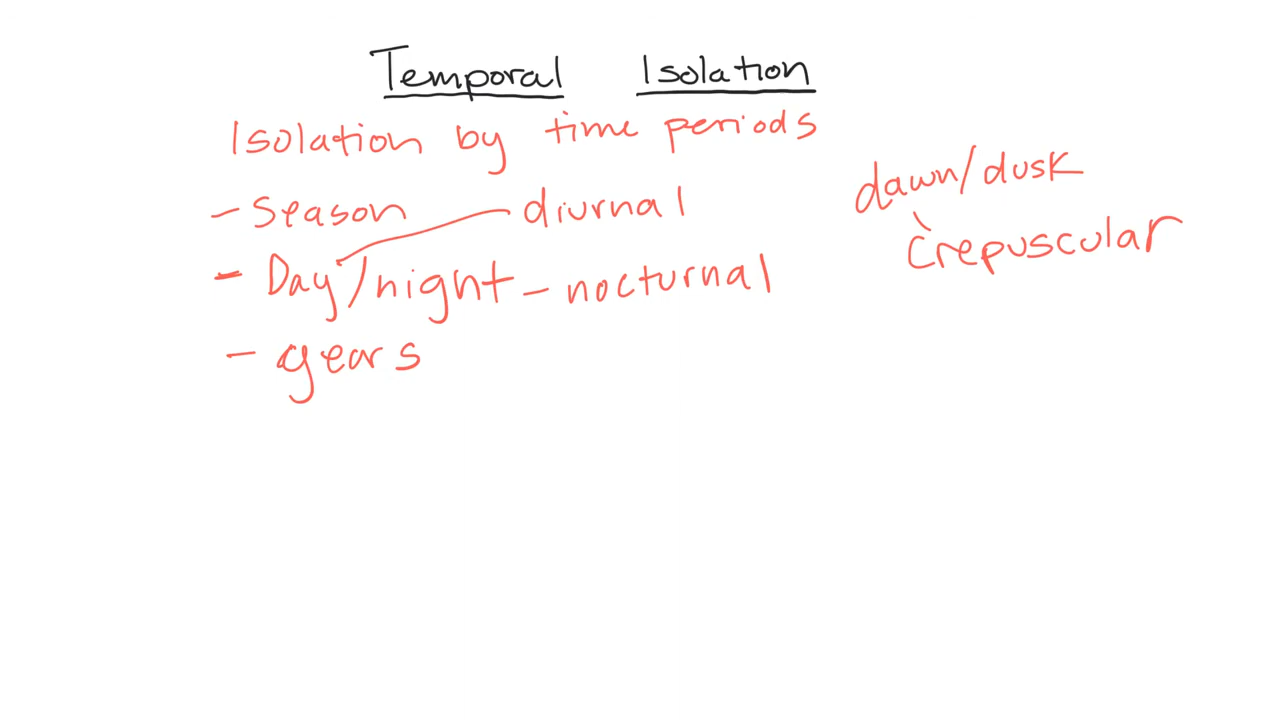 Temporal Isolation
Isolation by time periods
dawn/dusk
- Season diurnal
crepuscular
- Day/night - nocturnal
- years